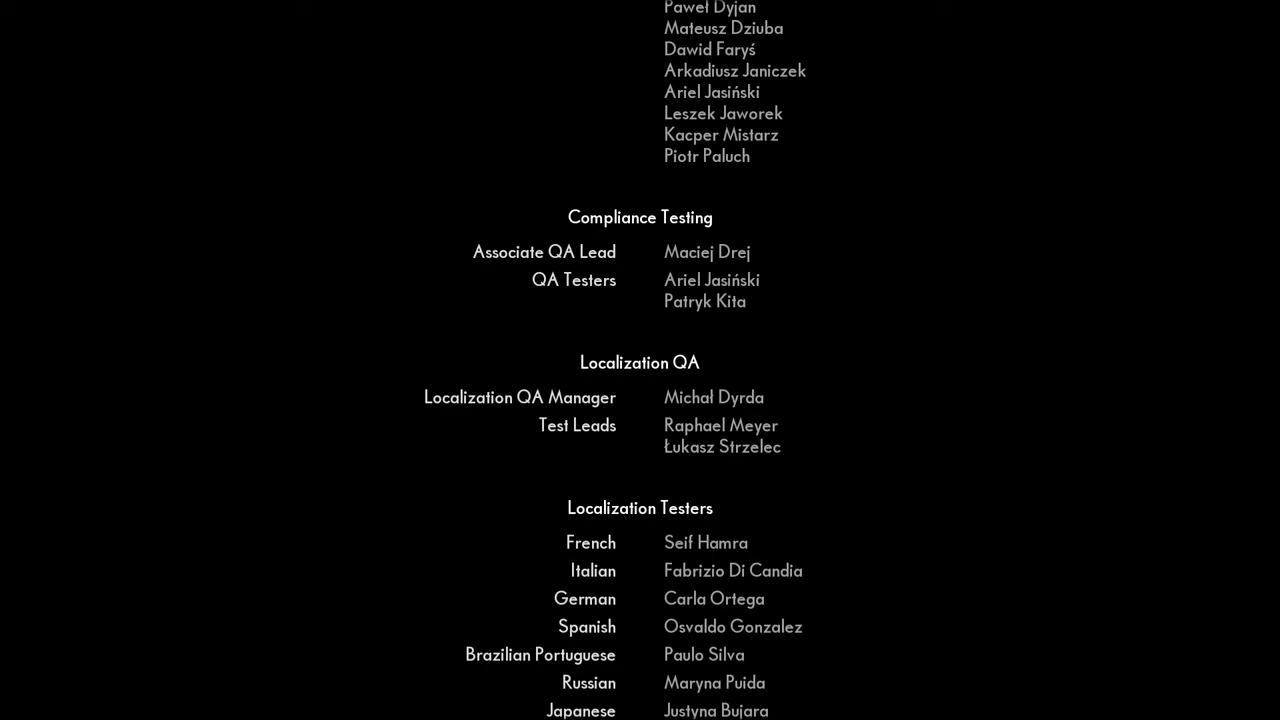 Paweł Dyjan
Mateusz Dziuba
Dawid Faryś
Arkadiusz Janiczek
Ariel Jasiński
Leszek Jaworek
Kacper Mistarz
Piotr Paluch
Compliance Testing
Associate QA Lead Maciej Drej
QA Testers Ariel Jasiński
Patryk Kita
Localization QA
Localization QA Manager Michał Dyrda
Test Leads Raphael Meyer
Łukasz Strzelec
Localization Testers
French Seif Hamra
Italian Fabrizio Di Candia
German Carla Ortega
Spanish Osvaldo Gonzalez
Brazilian Portuguese Paulo Silva
Russian Maryna Puida
Japanese Justyna Bujara